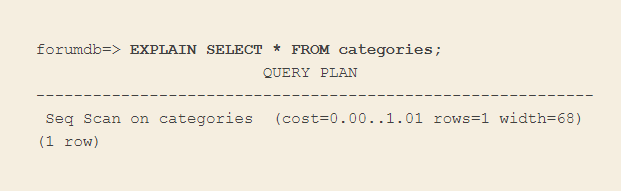 forumdb=> EXPLAIN SELECT * FROM categories;
QUERY PLAN
-----------------------------------------------------------
Seq Scan on categories  (cost=0.00..1.01 rows=1 width=68)
(1 row)